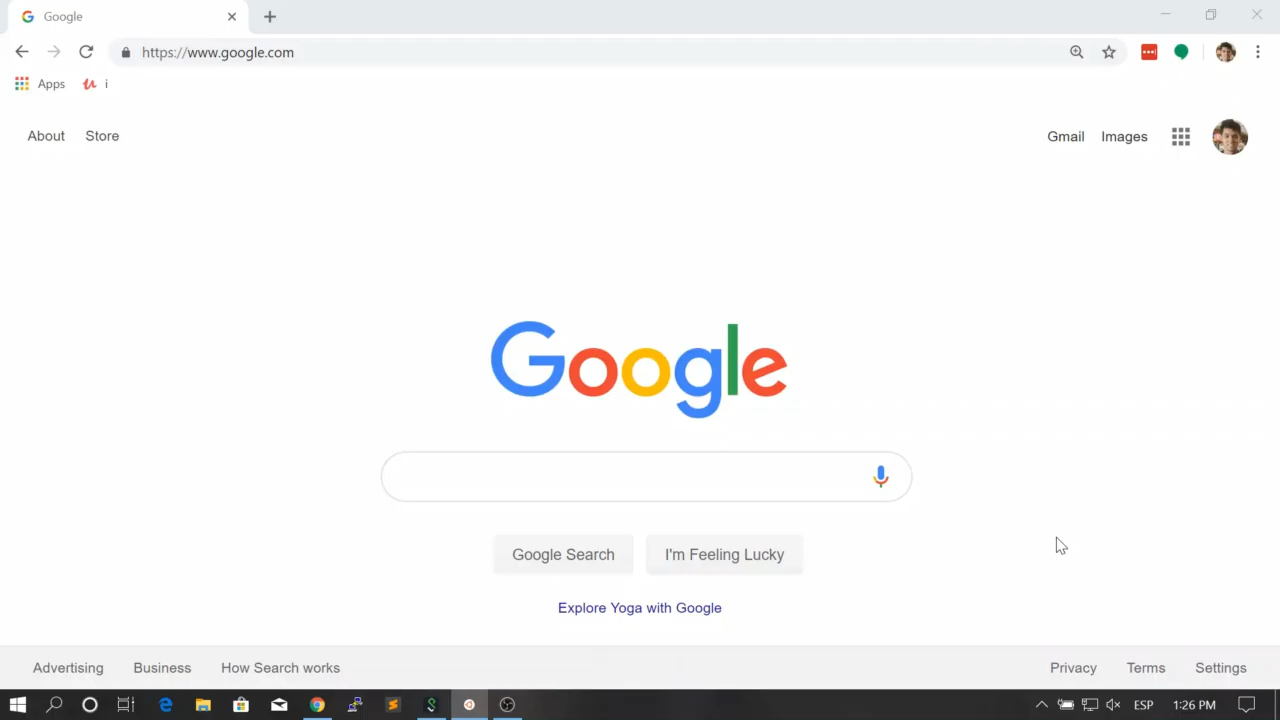 Google
https://www.google.com
Apps
i
About Store
Gmail Images
Google
Google Search
I'm Feeling Lucky
Explore Yoga with Google
Advertising Business How Search works
Privacy Terms Settings
ESP 1:26 PM